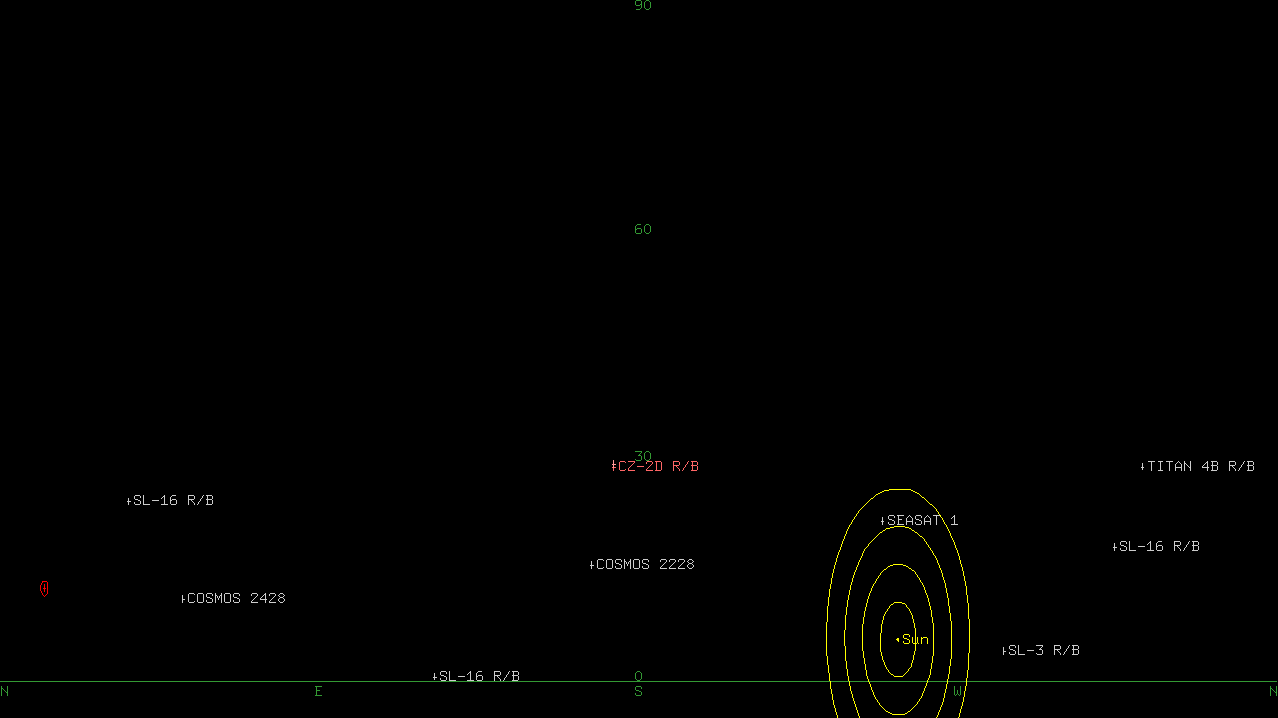 90
60
30
CZ-2D R/B
TITAN 4B R/B
SL-16 R/B
SEASAT 1
SL-16 R/B
COSMOS 2228
COSMOS 2428
Sun
SL-3 R/B
SL-16 R/B
0
N E S W N